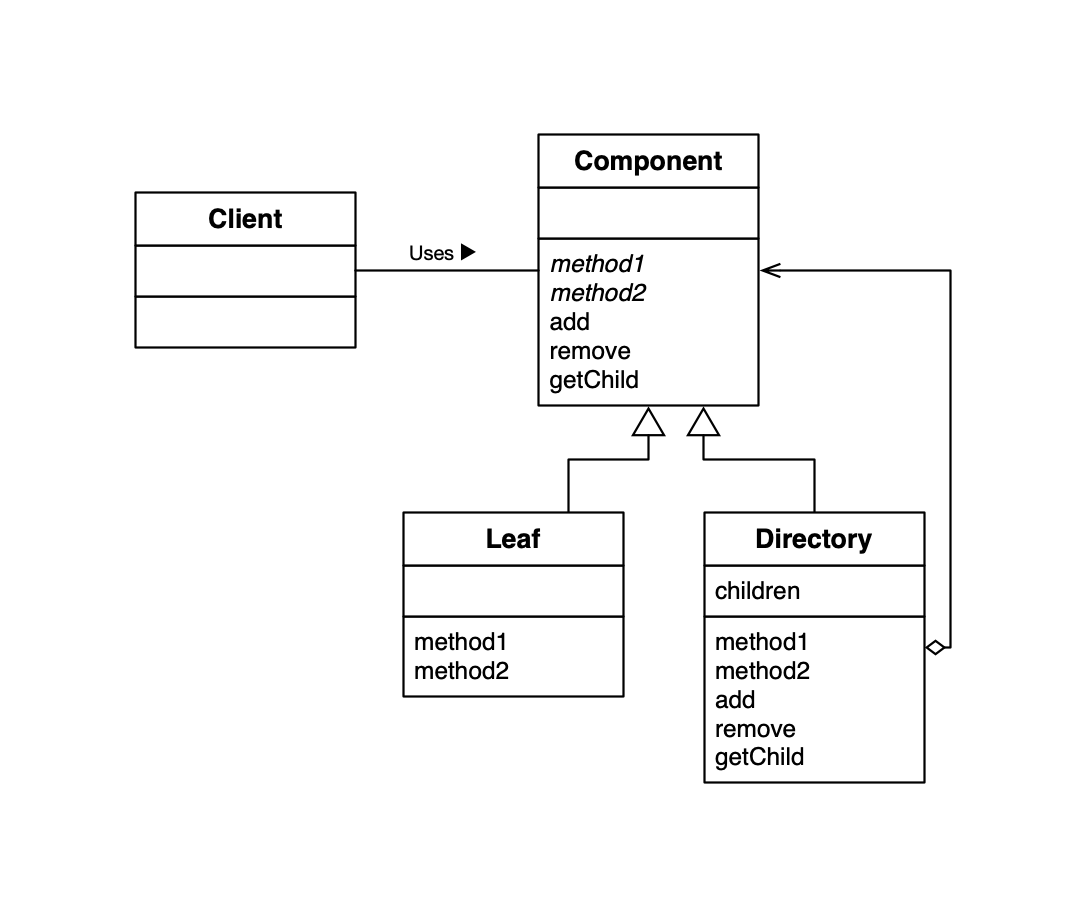 Component
Client
Uses ▶
method1
method2
add
remove
getChild
Leaf
method1
method2
Directory
children
method1
method2
add
remove
getChild